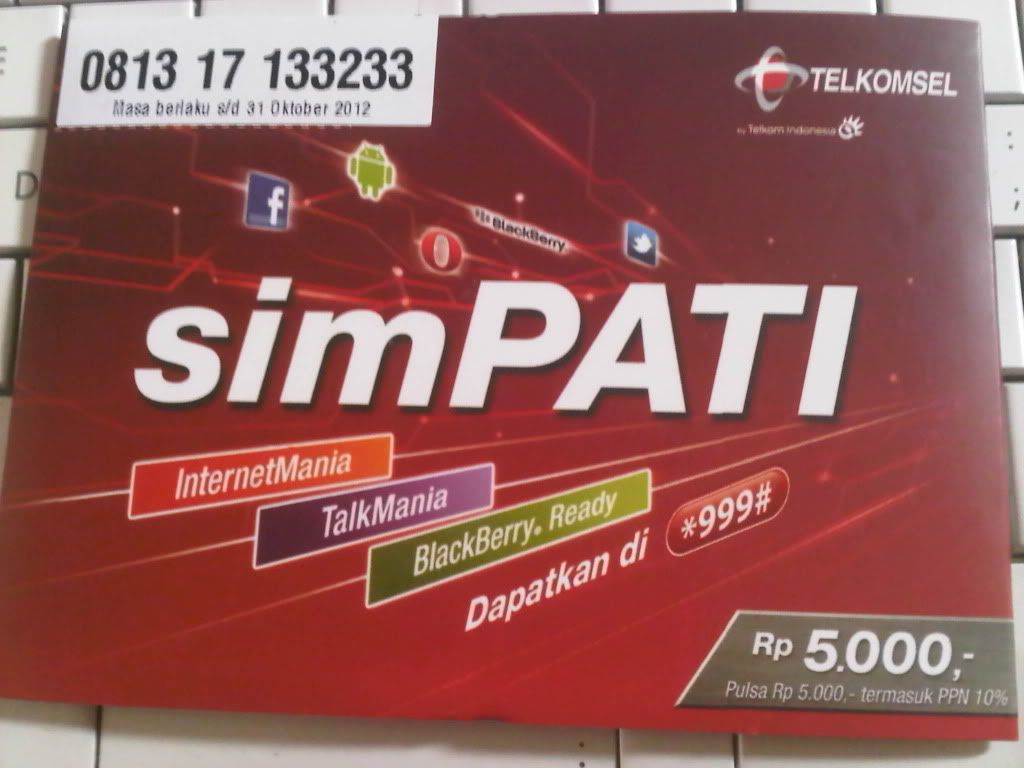 0813 17 133233
Masa berlaku s/d 31 Oktober 2012
TELKOMSEL
by Telkom Indonesia
f
BlackBerry
simPATI
InternetMania
TalkMania
BlackBerry® Ready
Dapatkan di *999#
Rp 5.000,-
Pulsa Rp 5.000,- termasuk PPN 10%
D